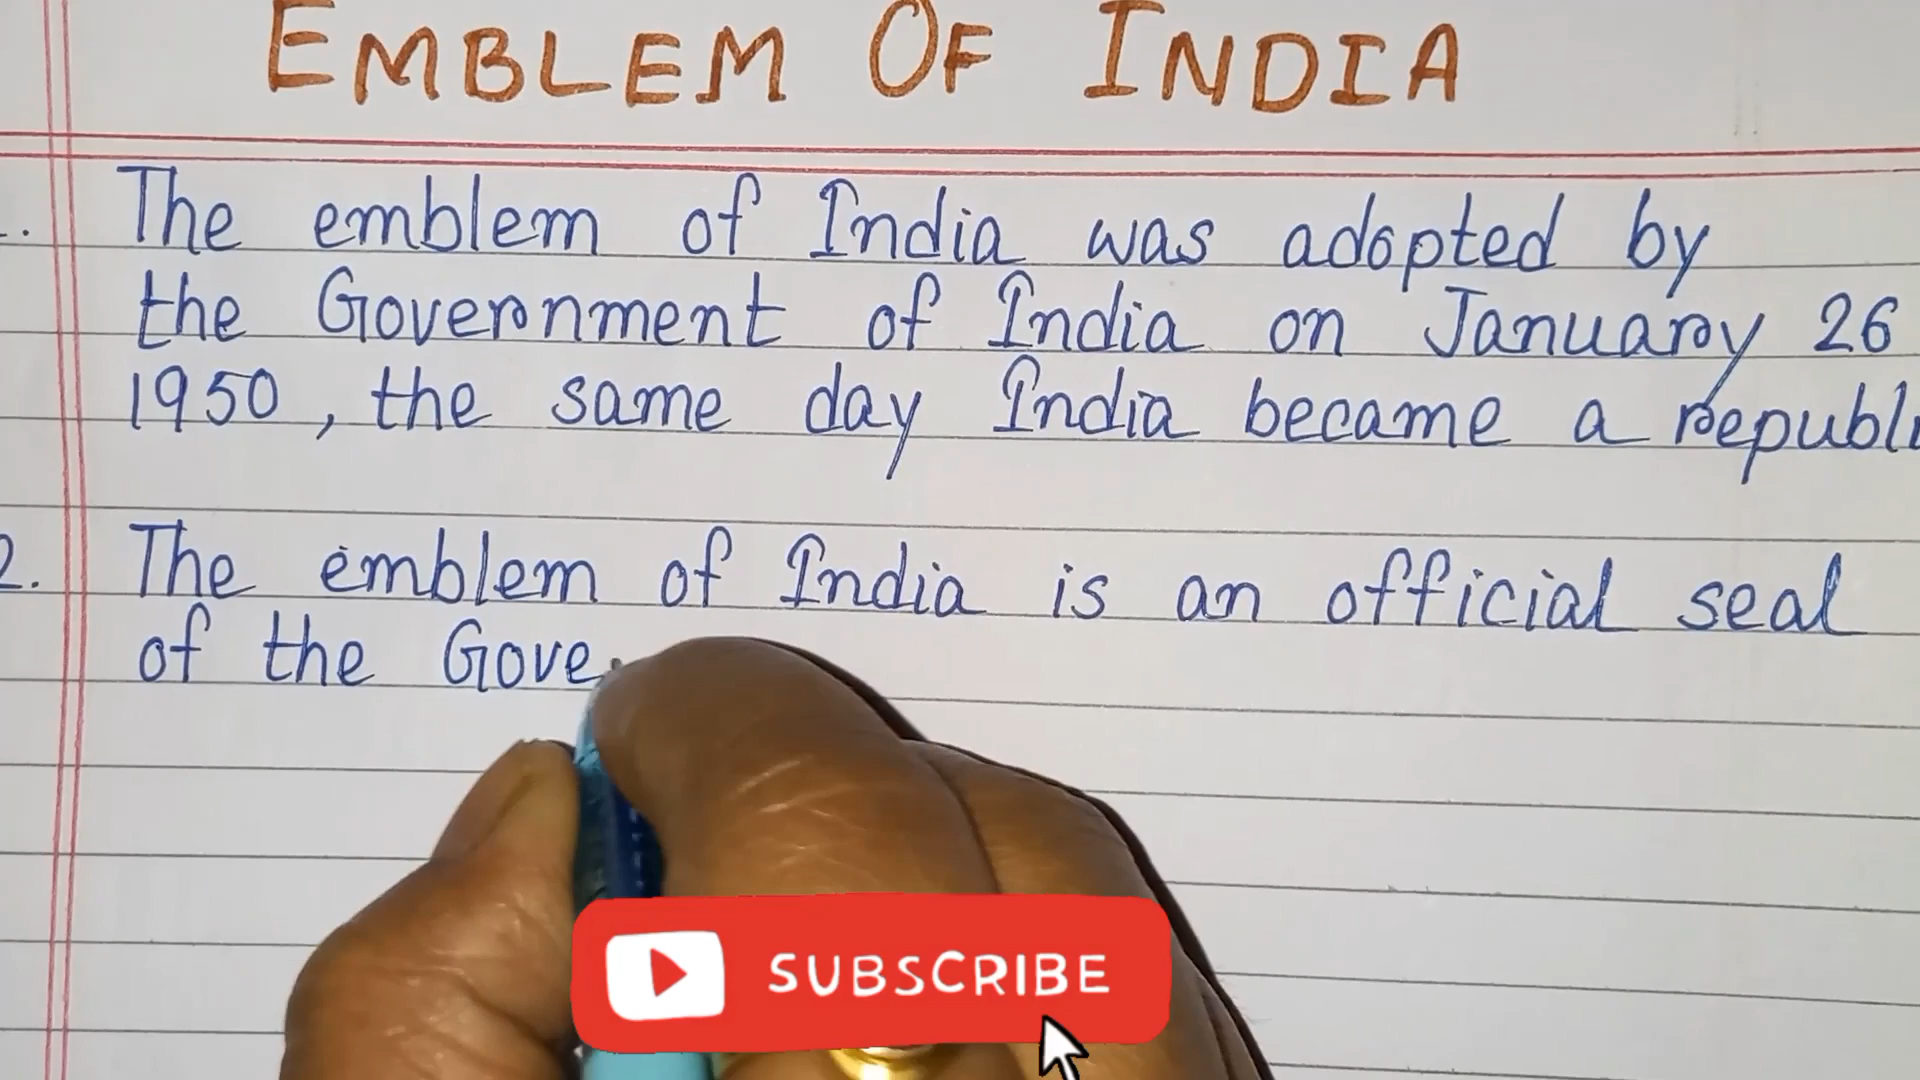 EMBLEM OF INDIA
The emblem of India was adopted by
the Government of India on January 26
1950, the same day India became a republi
2. The emblem of India is an official seal
of the Gove
SUBSCRIBE